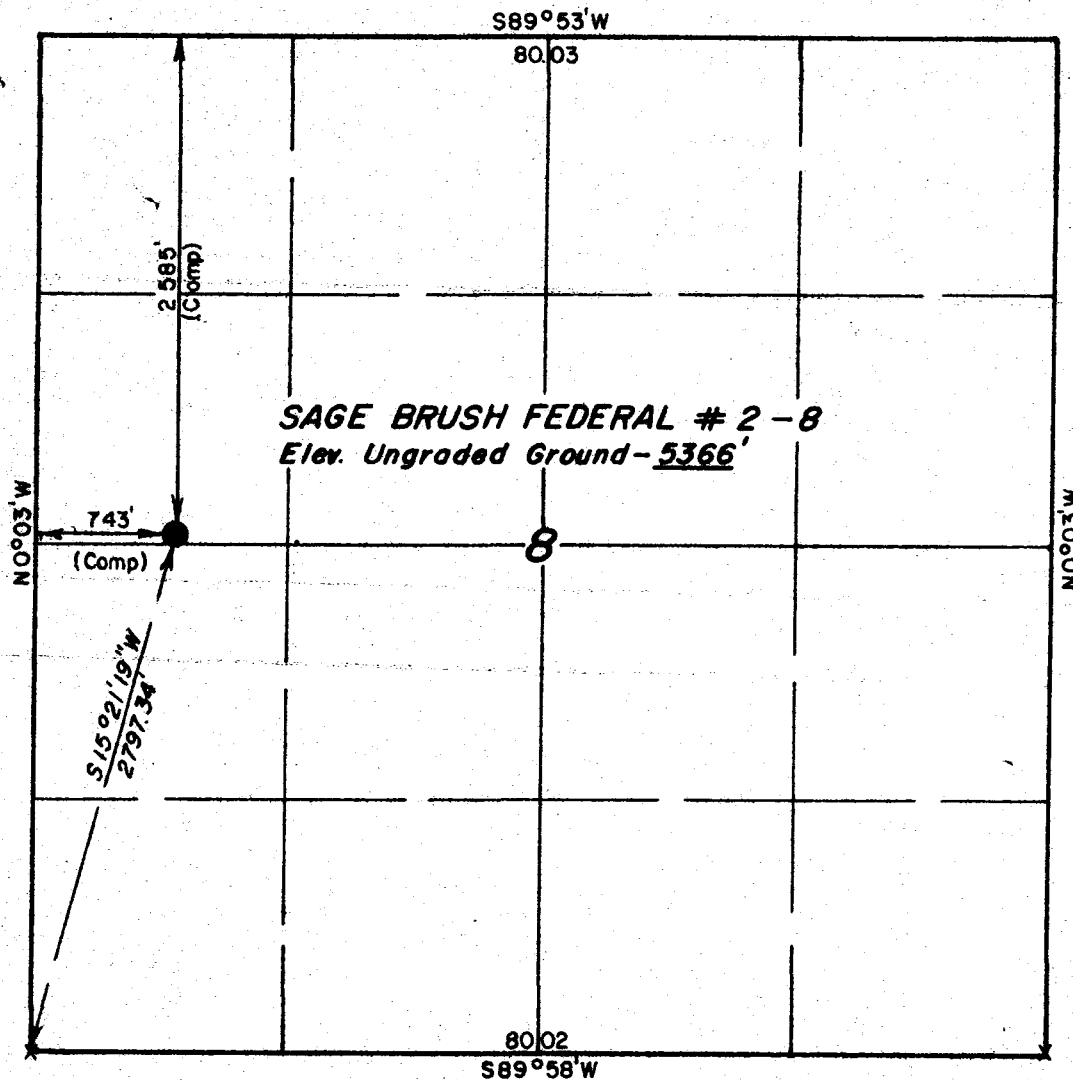 S89°53'W
80.03
2585'
(Comp)
SAGE BRUSH FEDERAL # 2-8
Elev. Ungraded Ground-5366'
N0°03'W
743'
(Comp)
8
N0°03'W
S15°21'19"W
2797.34'
80.02
S89°58'W